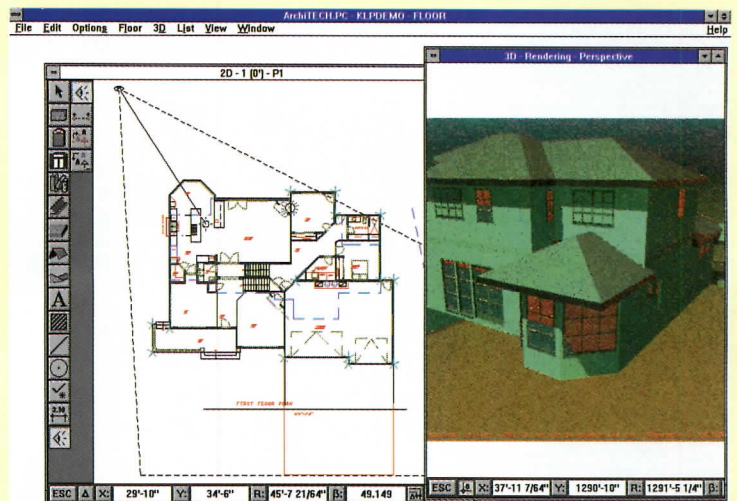 ArchiTECH.PC - KLPDEMO - FLOOR
File Edit Options Floor 3D List View Window Help
2D - 1 (0') - P1
3D - Rendering - Perspective
A
FIRST FLOOR PLAN
2.10
ESC Δ X: 29'-10" Y: 34'-6" R: 45'-7 21/64" β: 49.149
ESC X: 37'-11 7/64" Y: 1290'-10" R: 1291'-5 1/4" β: